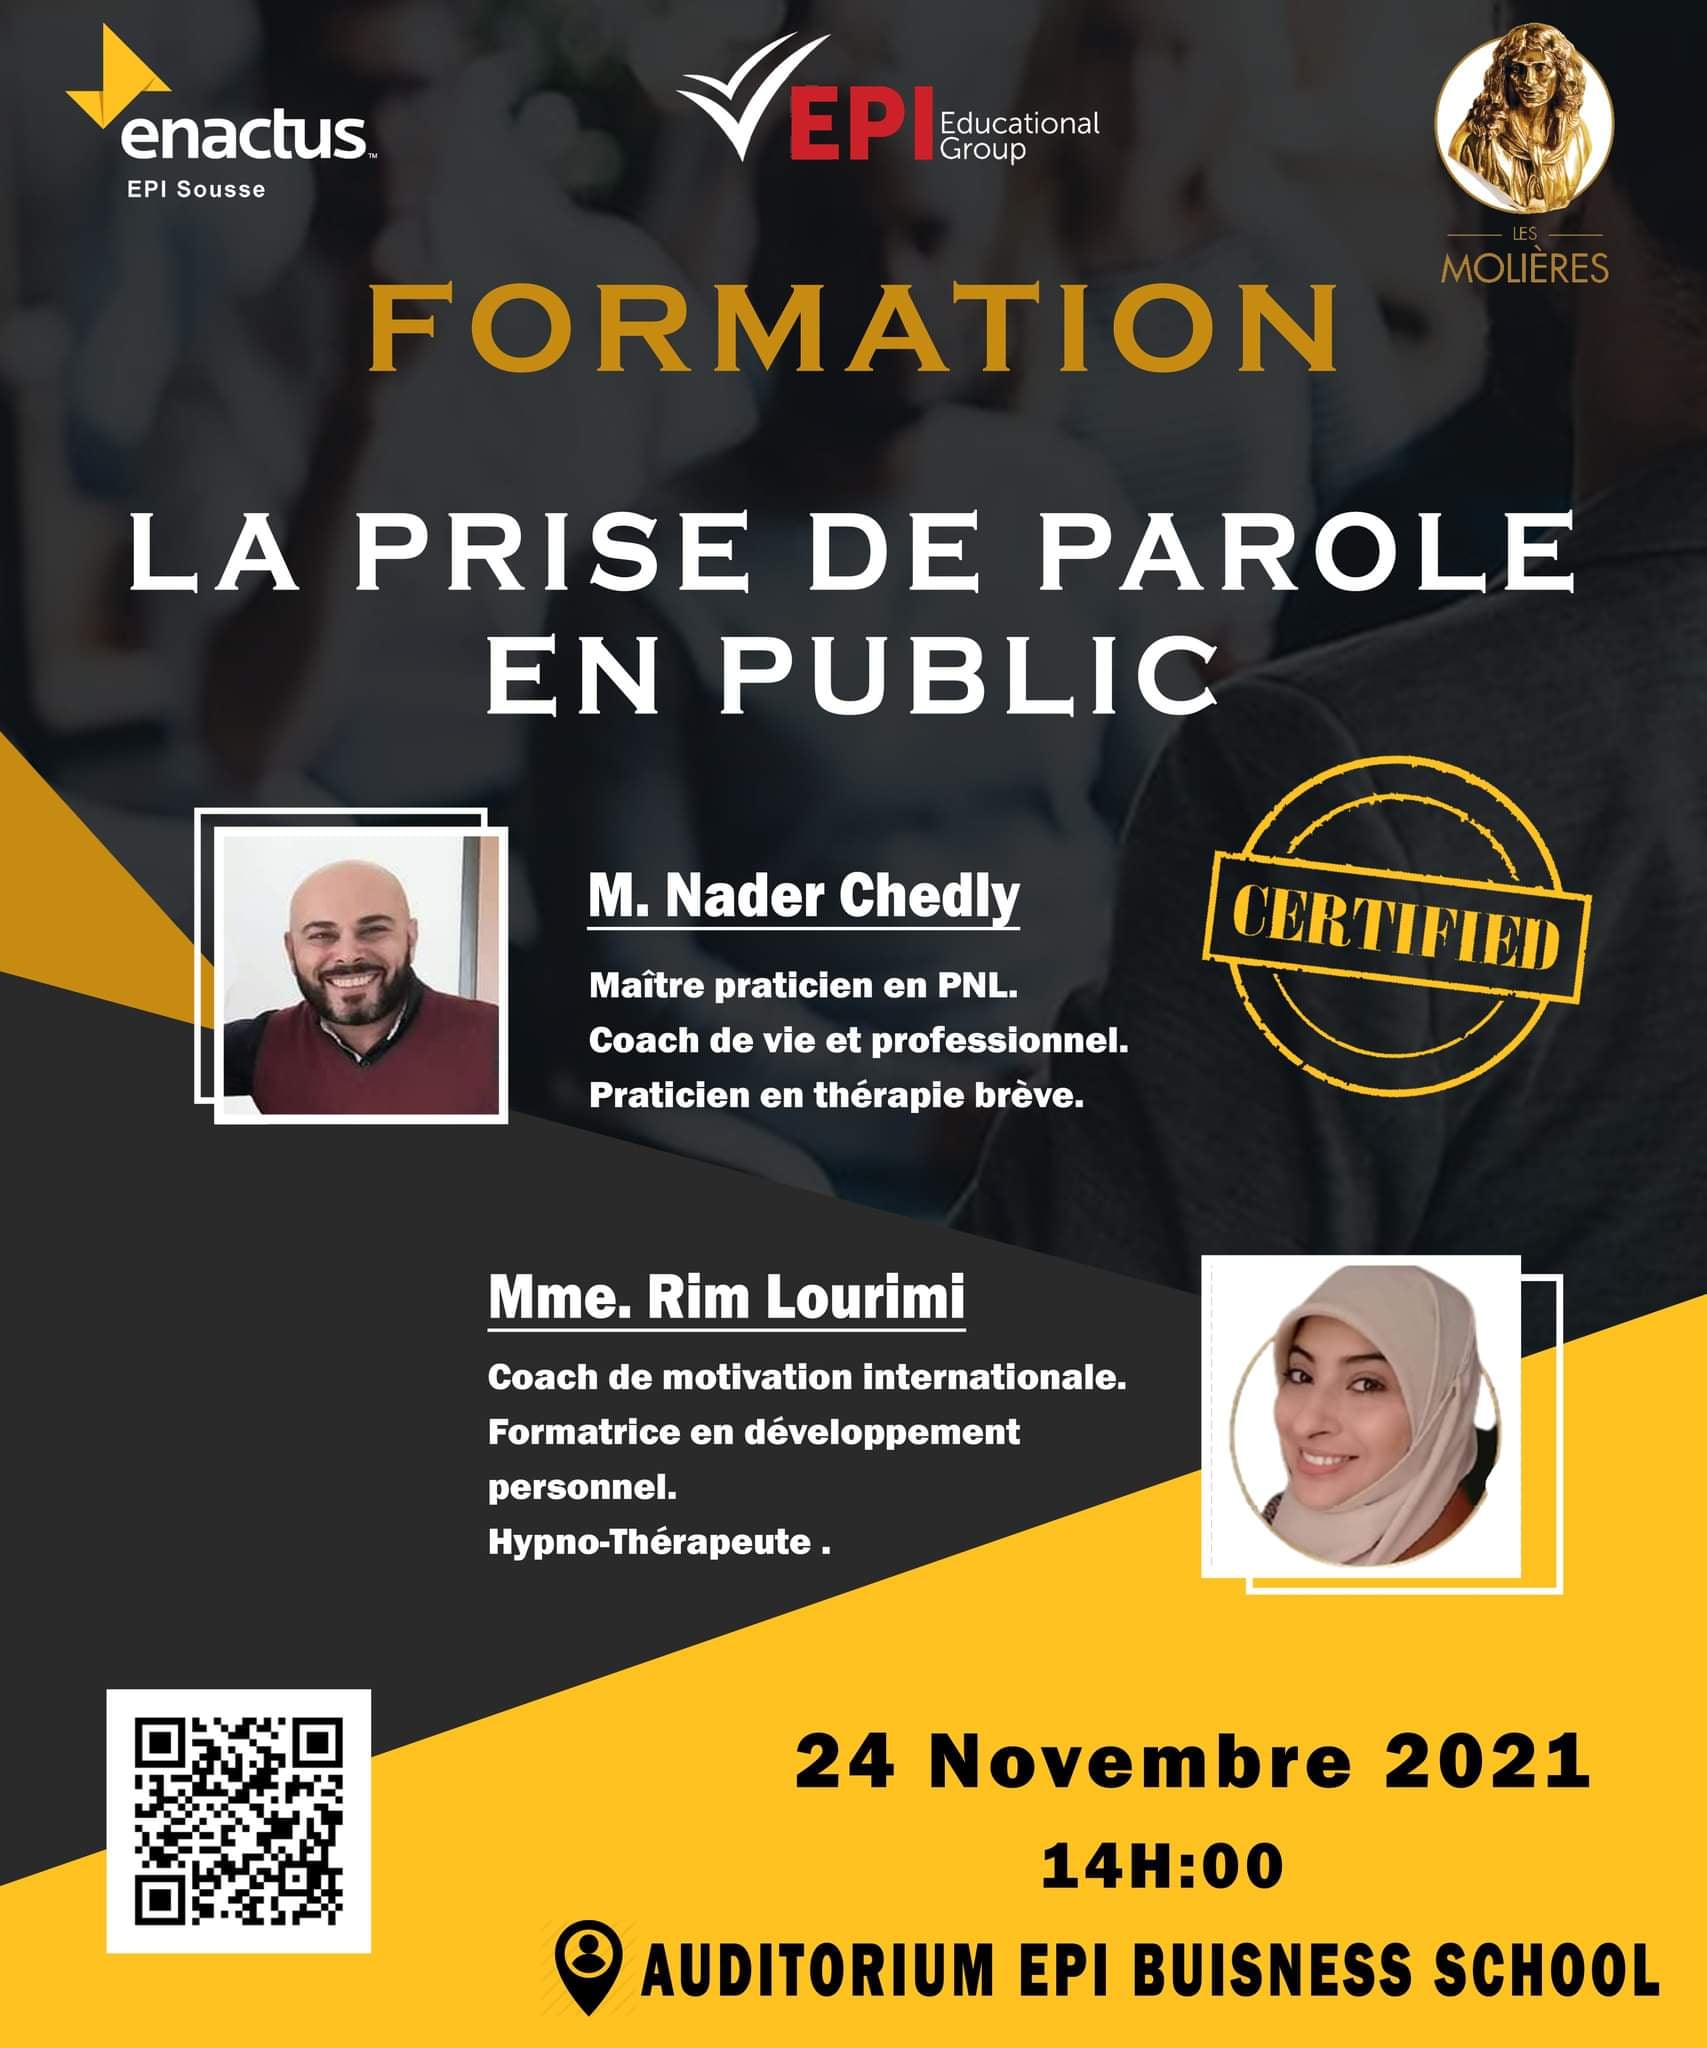 enactus™
EPI Sousse
EPI Educational
Group
LES
MOLIÈRES
FORMATION
LA PRISE DE PAROLE
EN PUBLIC
CERTIFIED
M. Nader Chedly
Maître praticien en PNL.
Coach de vie et professionnel.
Praticien en thérapie brève.
Mme. Rim Lourimi
Coach de motivation internationale.
Formatrice en développement
personnel.
Hypno-Thérapeute .
24 Novembre 2021
14H:00
AUDITORIUM EPI BUISNESS SCHOOL